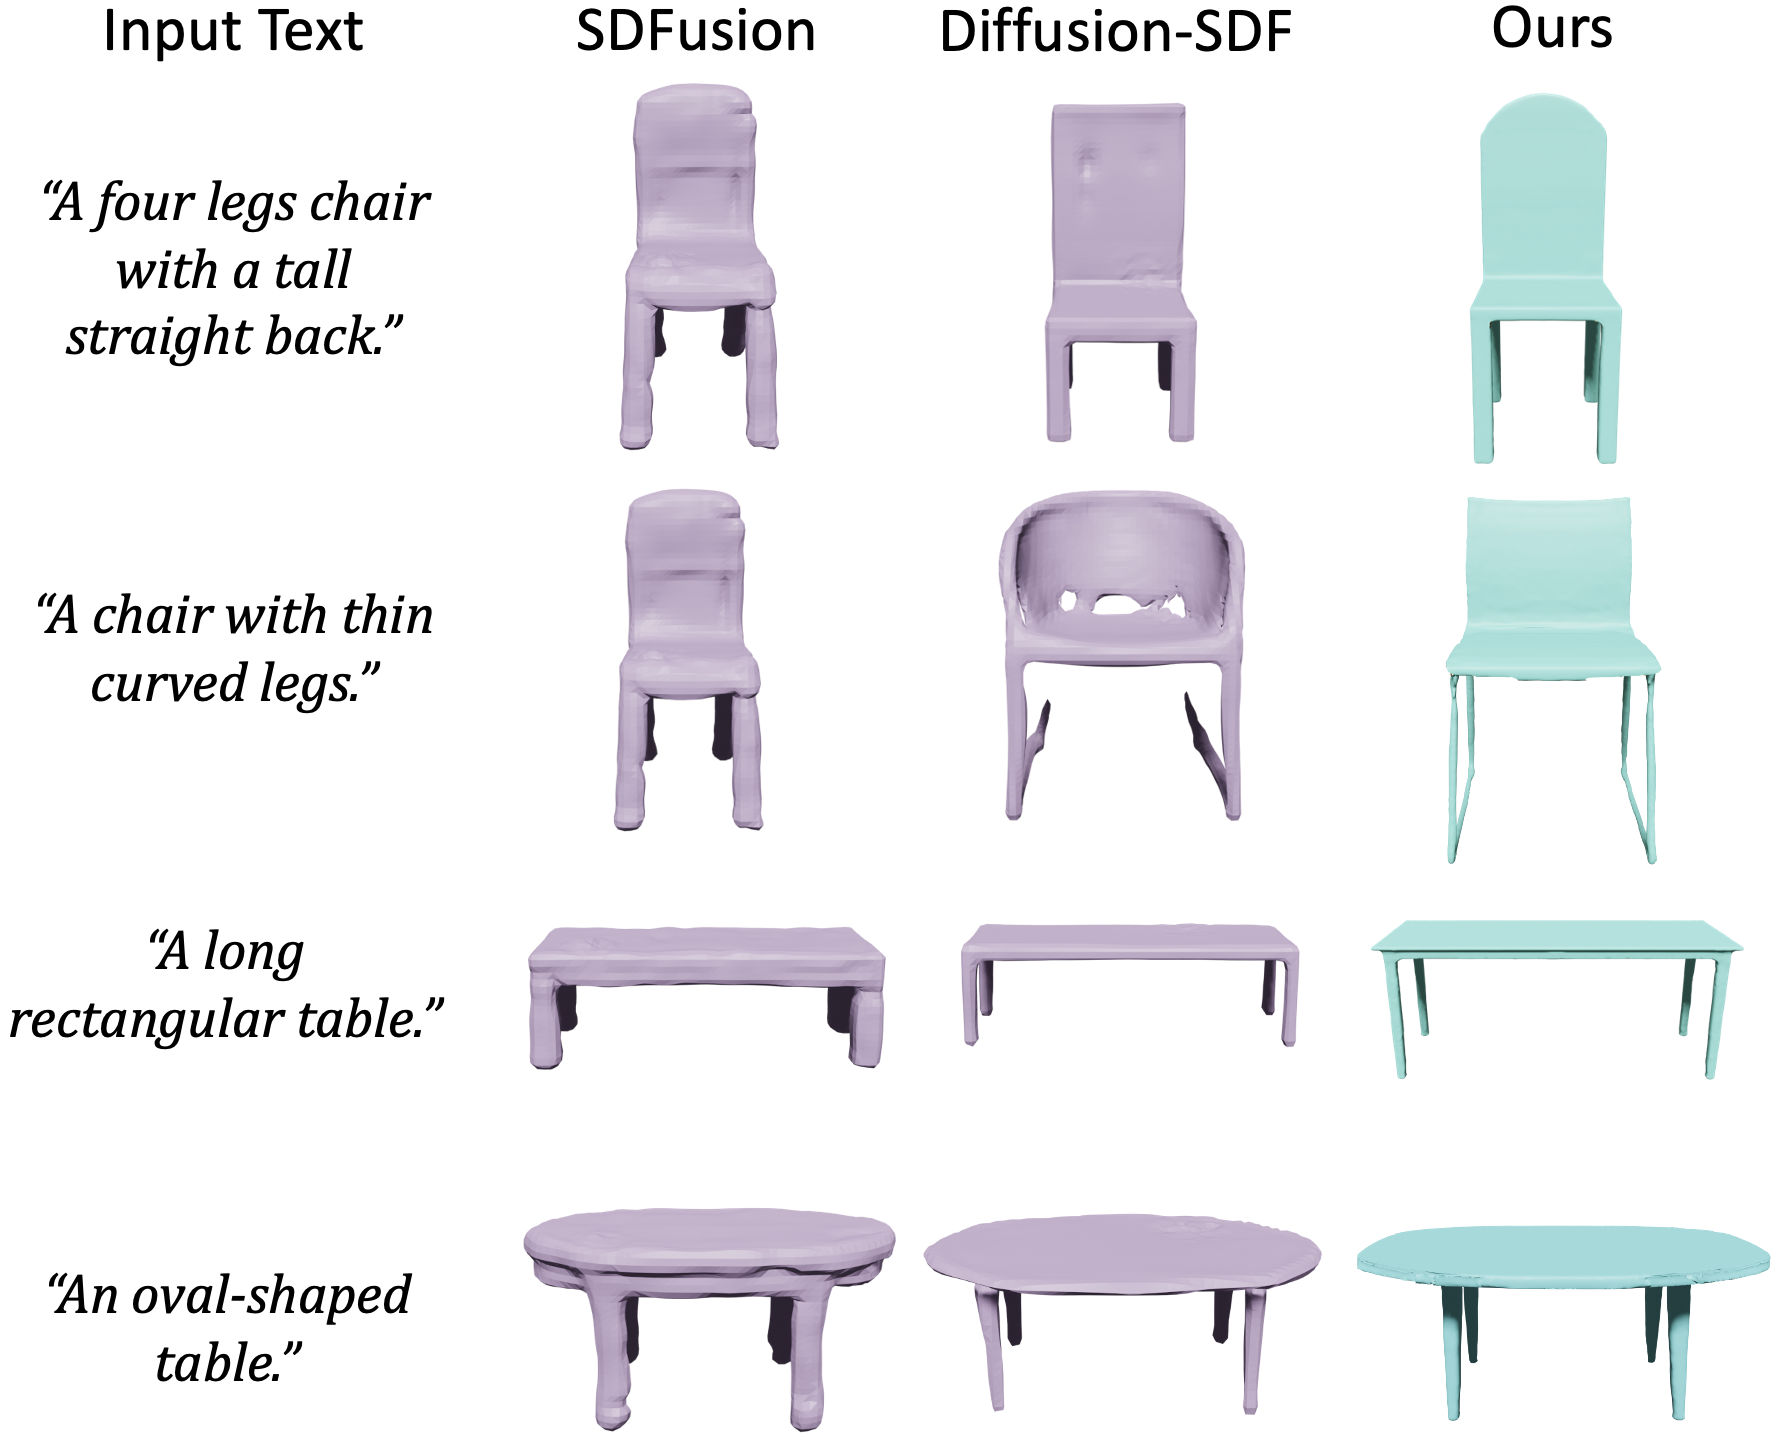 Input Text
SDFusion
Diffusion-SDF
Ours
“A four legs chair
with a tall
straight back.”
“A chair with thin
curved legs.”
“A long
rectangular table.”
“An oval-shaped
table.”